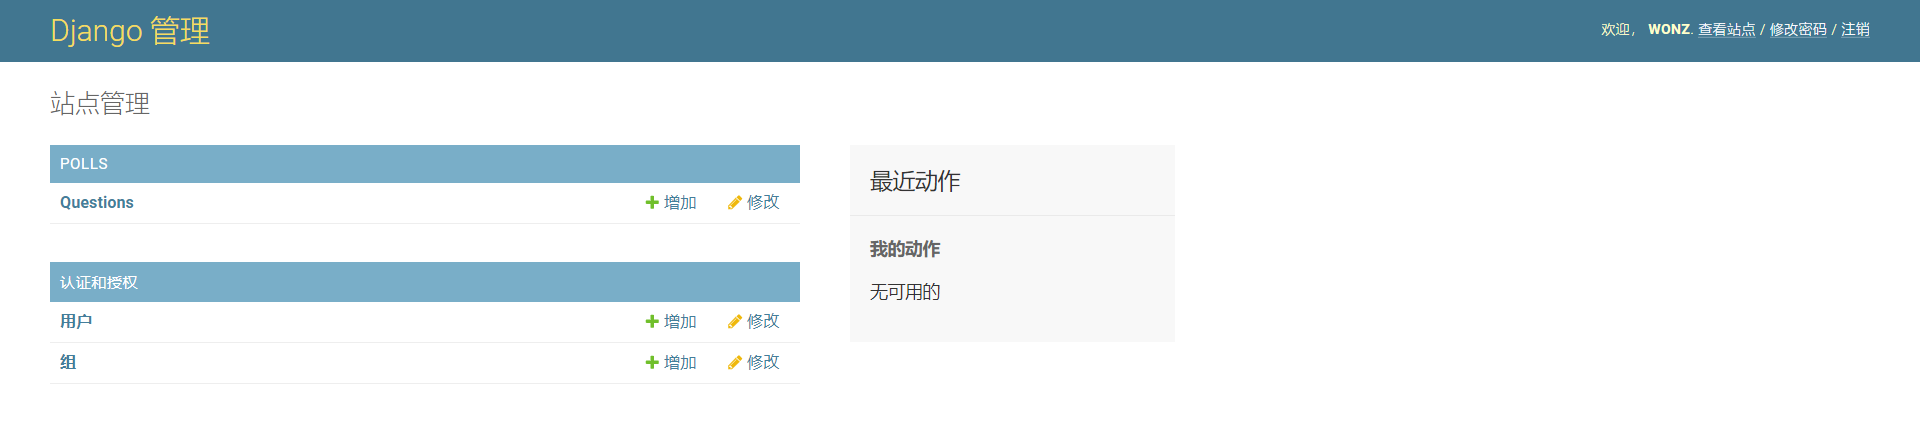 Django 管理
欢迎， WONZ. 查看站点 / 修改密码 / 注销
站点管理
POLLS
Questions 增加 修改
认证和授权
用户 增加 修改
组 增加 修改
最近动作
我的动作
无可用的